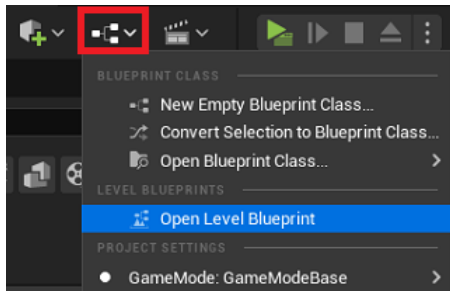 BLUEPRINT CLASS
New Empty Blueprint Class...
Convert Selection to Blueprint Class...
Open Blueprint Class...
LEVEL BLUEPRINTS
Open Level Blueprint
PROJECT SETTINGS
GameMode: GameModeBase